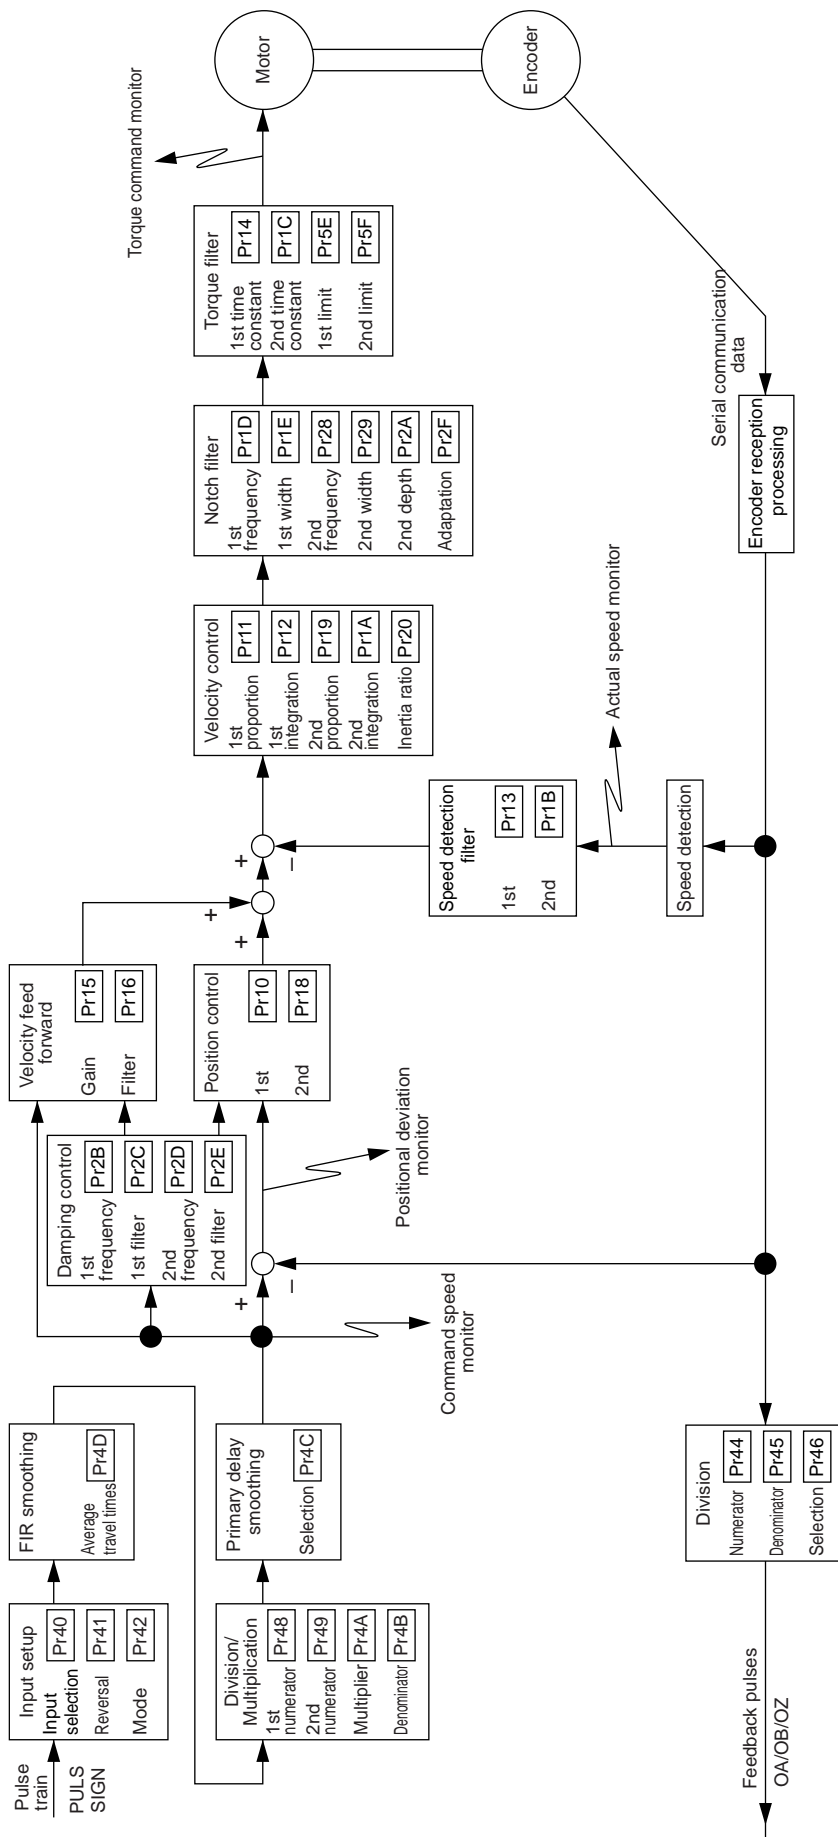 Pulse
train
PULS
SIGN
Input setup
Input
selection
Pr40
Reversal
Pr41
Mode
Pr42
FIR smoothing
Average
travel times
Pr4D
Division/
Multiplication
1st
numerator
Pr48
2nd
numerator
Pr49
Multiplier
Pr4A
Denominator
Pr4B
Primary delay
smoothing
Selection
Pr4C
Command speed
monitor
Damping control
1st
frequency
Pr2B
1st filter
Pr2C
2nd
frequency
Pr2D
2nd filter
Pr2E
+
−
Positional deviation
monitor
Velocity feed
forward
Gain
Pr15
Filter
Pr16
Position control
1st
Pr10
2nd
Pr18
+
+
+
−
Velocity control
1st
proportion
Pr11
1st
integration
Pr12
2nd
proportion
Pr19
2nd
integration
Pr1A
Inertia ratio
Pr20
Notch filter
1st
frequency
Pr1D
1st width
Pr1E
2nd
frequency
Pr28
2nd width
Pr29
2nd depth
Pr2A
Adaptation
Pr2F
Torque filter
1st time
constant
Pr14
2nd time
constant
Pr1C
1st limit
Pr5E
2nd limit
Pr5F
Torque command monitor
Motor
Encoder
Speed detection
filter
1st
Pr13
2nd
Pr1B
Actual speed monitor
Speed detection
Serial communication
data
Encoder reception
processing
Division
Numerator
Pr44
Denominator
Pr45
Selection
Pr46
Feedback pulses
OA/OB/OZ